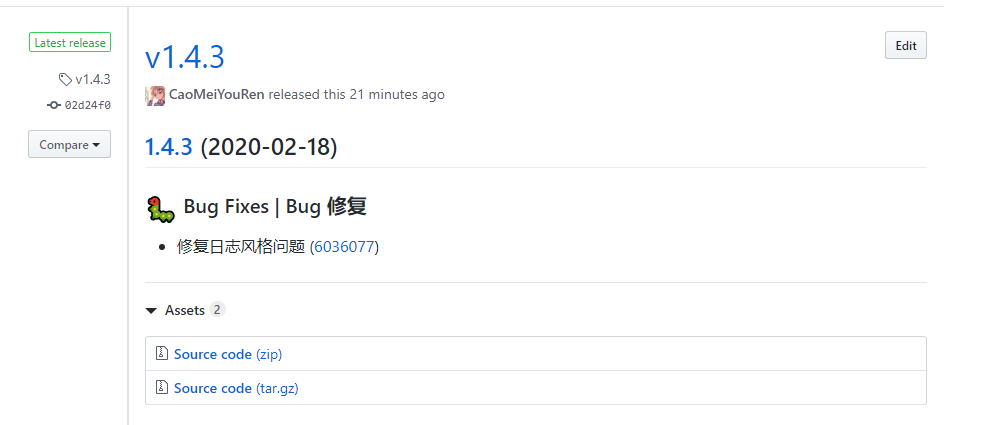 Latest release
v1.4.3
02d24f0
Compare
v1.4.3
Edit
CaoMeiYouRen released this 21 minutes ago
1.4.3 (2020-02-18)
Bug Fixes | Bug 修复
修复日志风格问题 (6036077)
Assets 2
Source code (zip)
Source code (tar.gz)